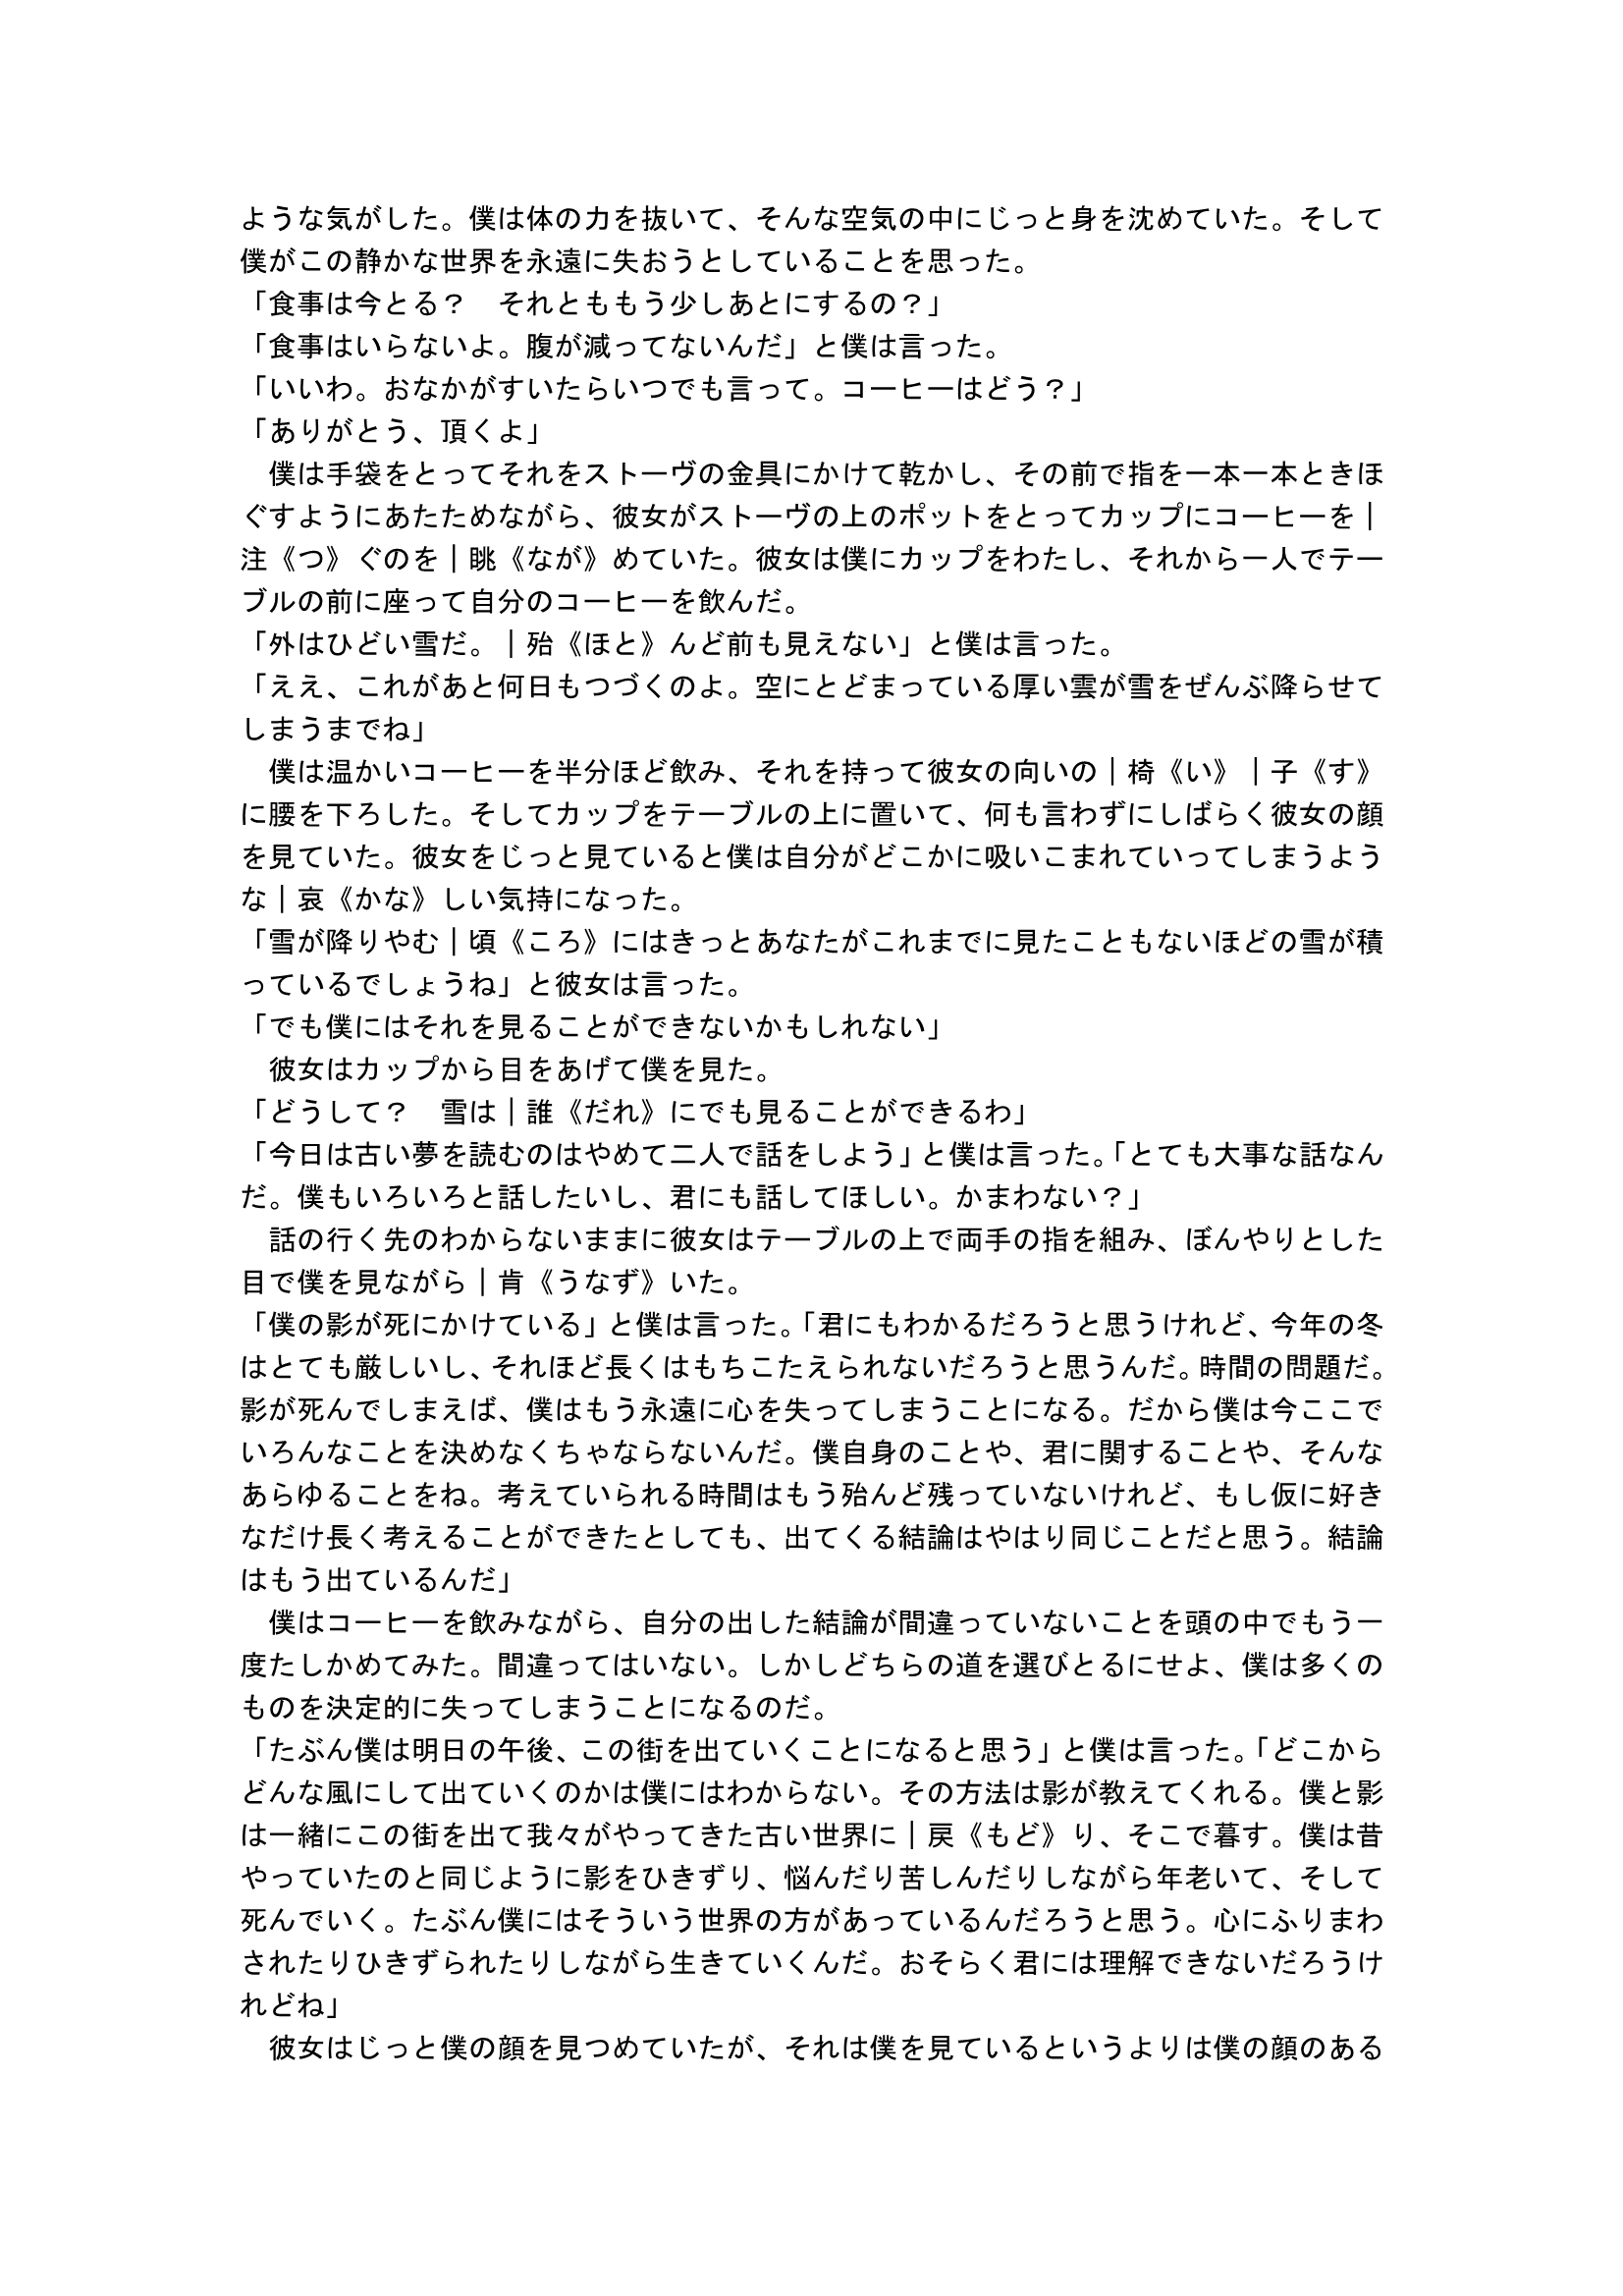 ような気がした。僕は体の力を抜いて、そんな空気の中にじっと身を沈めていた。そして
僕がこの静かな世界を永遠に失おうとしていることを思った。
「食事は今とる？　それとももう少しあとにするの？」
「食事はいらないよ。腹が減ってないんだ」と僕は言った。
「いいわ。おなかがすいたらいつでも言って。コーヒーはどう？」
「ありがとう、頂くよ」
　僕は手袋をとってそれをストーヴの金具にかけて乾かし、その前で指を一本一本ときほ
ぐすようにあたためながら、彼女がストーヴの上のポットをとってカップにコーヒーを｜
注《つ》ぐのを｜眺《なが》めていた。彼女は僕にカップをわたし、それから一人でテー
ブルの前に座って自分のコーヒーを飲んだ。
「外はひどい雪だ。｜殆《ほと》んど前も見えない」と僕は言った。
「ええ、これがあと何日もつづくのよ。空にとどまっている厚い雲が雪をぜんぶ降らせて
しまうまでね」
　僕は温かいコーヒーを半分ほど飲み、それを持って彼女の向いの｜椅《い》｜子《す》
に腰を下ろした。そしてカップをテーブルの上に置いて、何も言わずにしばらく彼女の顔
を見ていた。彼女をじっと見ていると僕は自分がどこかに吸いこまれていってしまうよう
な｜哀《かな》しい気持になった。
「雪が降りやむ｜頃《ころ》にはきっとあなたがこれまでに見たこともないほどの雪が積
っているでしょうね」と彼女は言った。
「でも僕にはそれを見ることができないかもしれない」
　彼女はカップから目をあげて僕を見た。
「どうして？　雪は｜誰《だれ》にでも見ることができるわ」
「今日は古い夢を読むのはやめて二人で話をしよう」と僕は言った。「とても大事な話なん
だ。僕もいろいろと話したいし、君にも話してほしい。かまわない？」
　話の行く先のわからないままに彼女はテーブルの上で両手の指を組み、ぼんやりとした
目で僕を見ながら｜肯《うなず》いた。
「僕の影が死にかけている」と僕は言った。「君にもわかるだろうと思うけれど、今年の冬
はとても厳しいし、それほど長くはもちこたえられないだろうと思うんだ。時間の問題だ。
影が死んでしまえば、僕はもう永遠に心を失ってしまうことになる。だから僕は今ここで
いろんなことを決めなくちゃならないんだ。僕自身のことや、君に関することや、そんな
あらゆることをね。考えていられる時間はもう殆んど残っていないけれど、もし仮に好き
なだけ長く考えることができたとしても、出てくる結論はやはり同じことだと思う。結論
はもう出ているんだ」
　僕はコーヒーを飲みながら、自分の出した結論が間違っていないことを頭の中でもう一
度たしかめてみた。間違ってはいない。しかしどちらの道を選びとるにせよ、僕は多くの
ものを決定的に失ってしまうことになるのだ。
「たぶん僕は明日の午後、この街を出ていくことになると思う」と僕は言った。「どこから
どんな風にして出ていくのかは僕にはわからない。その方法は影が教えてくれる。僕と影
は一緒にこの街を出て我々がやってきた古い世界に｜戻《もど》り、そこで暮す。僕は昔
やっていたのと同じように影をひきずり、悩んだり苦しんだりしながら年老いて、そして
死んでいく。たぶん僕にはそういう世界の方があっているんだろうと思う。心にふりまわ
されたりひきずられたりしながら生きていくんだ。おそらく君には理解できないだろうけ
れどね」
　彼女はじっと僕の顔を見つめていたが、それは僕を見ているというよりは僕の顔のある